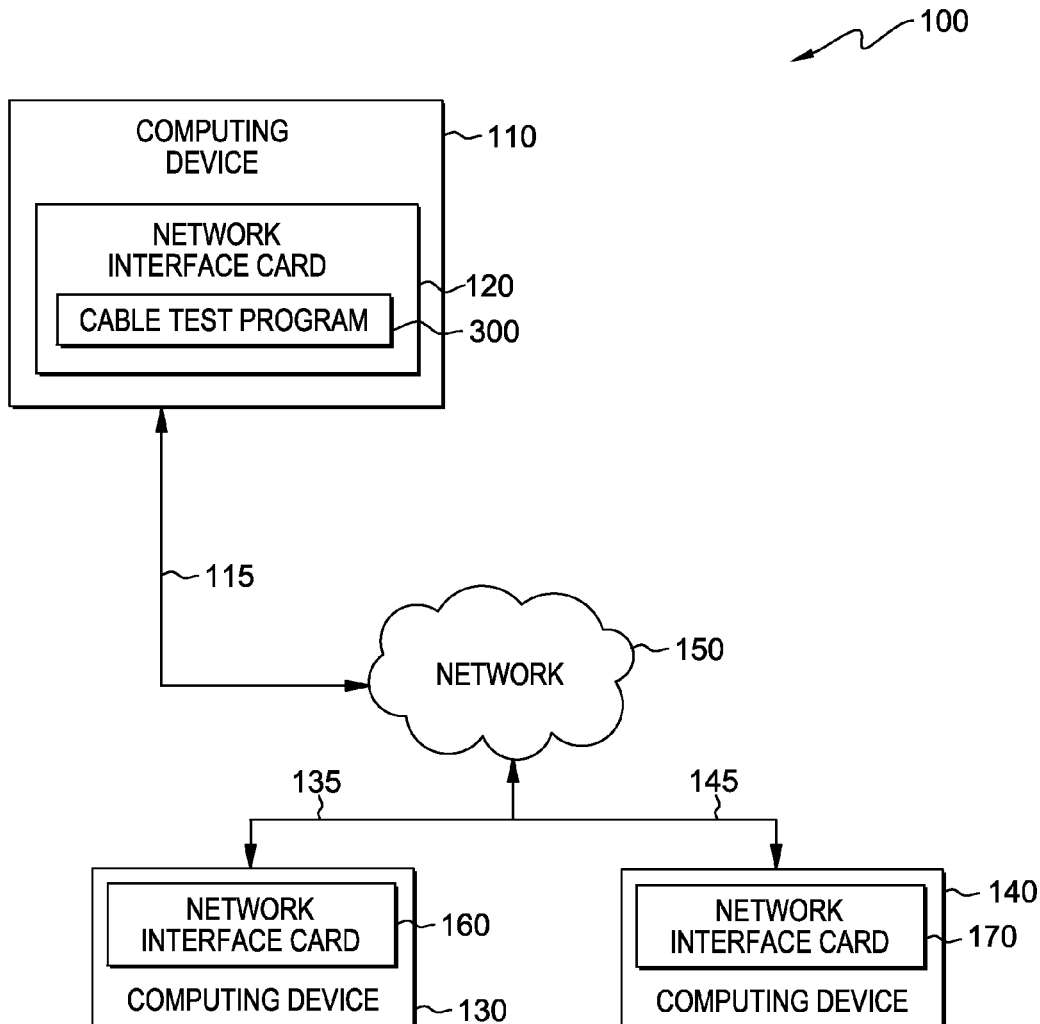 100
COMPUTING
DEVICE
110
NETWORK
INTERFACE CARD
120
CABLE TEST PROGRAM
300
115
NETWORK
150
135
145
NETWORK
INTERFACE CARD
160
COMPUTING DEVICE
130
NETWORK
INTERFACE CARD
140
170
COMPUTING DEVICE